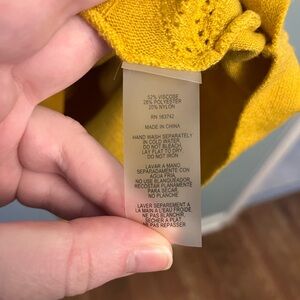 52% VISCOSE
28% POLYESTER
20% NYLON
RN 163742
MADE IN CHINA
HAND WASH SEPARATELY
IN COLD WATER.
DO NOT BLEACH.
LAY FLAT TO DRY
DO NOT IRON
LAVAR A MANO
SEPARADAMENTE CON
AGUA FRIA,
NO USE BLANQUEADOR,
RECOSTAR PLANAMENTE
PARA SECAR.
NO PLANCHAR
LAVER SEPAREMENT A
LA MAIN A L'EAU FROIDE
NE PAS BLANCHIR,
SECHER A PLAT
NE PAS REPASSER